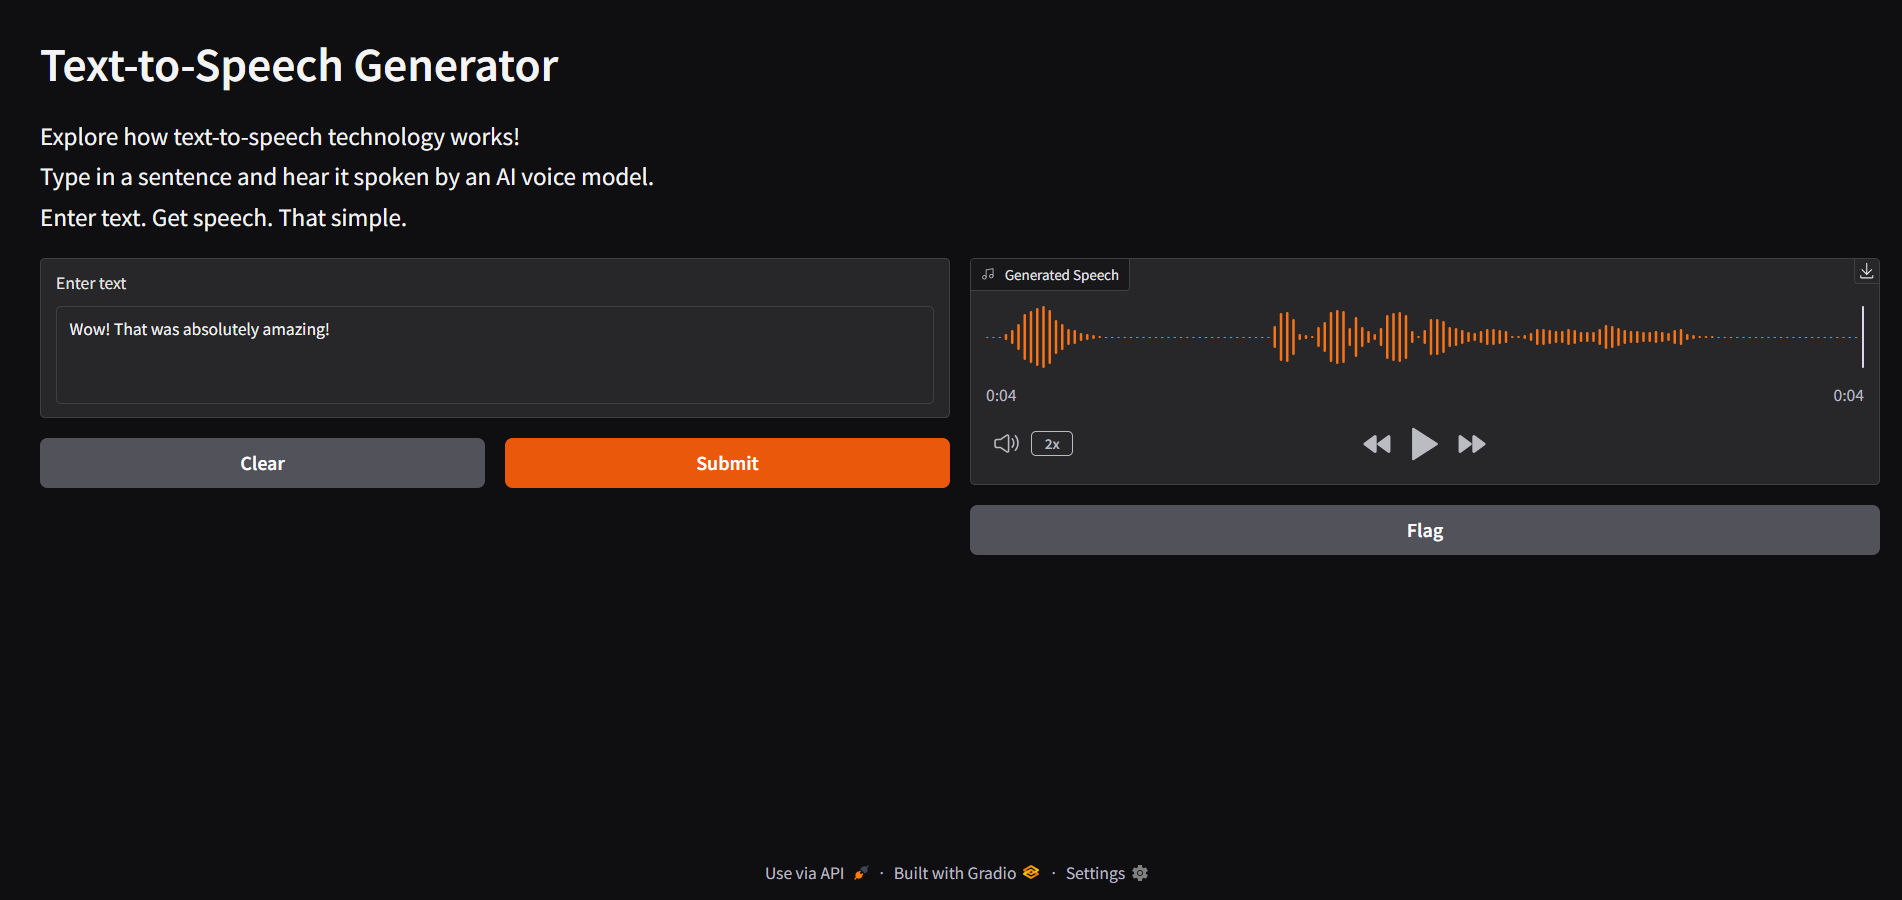 Text-to-Speech Generator
Explore how text-to-speech technology works!
Type in a sentence and hear it spoken by an AI voice model.
Enter text. Get speech. That simple.
Enter text
Wow! That was absolutely amazing!
Clear
Submit
Generated Speech
0:04
0:04
2x
Flag
Use via API · Built with Gradio · Settings